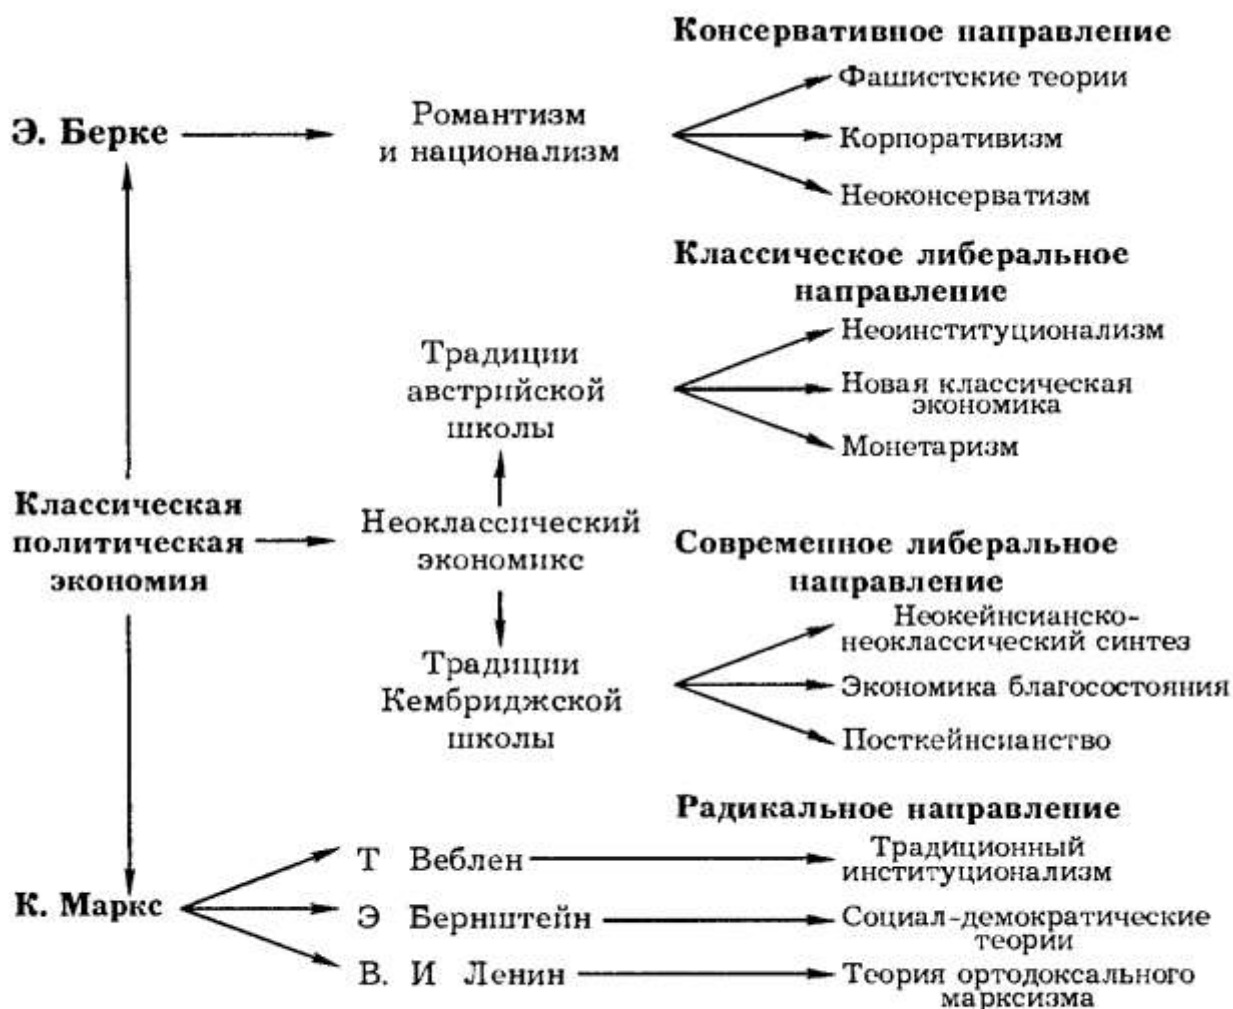 Консервативное направление
Фашистские теории
Э. Берке
Романтизм
и национализм
Корпоративизм
Неоконсерватизм
Классическое либеральное
направление
Неоинституционализм
Традиции
австрийской
школы
Новая классическая
экономика
Монетаризм
Классическая
политическая
экономия
Неоклассический
экономикс
Современное либеральное
направление
Неокейнсианско-
неоклассический синтез
Традиции
Кембриджской
школы
Экономика благосостояния
Посткейнсианство
Радикальное направление
Т Веблен
Традиционный
институционализм
К. Маркс
Э Бернштейн
Социал-демократические
теории
В. И Ленин
Теория ортодоксального
марксизма